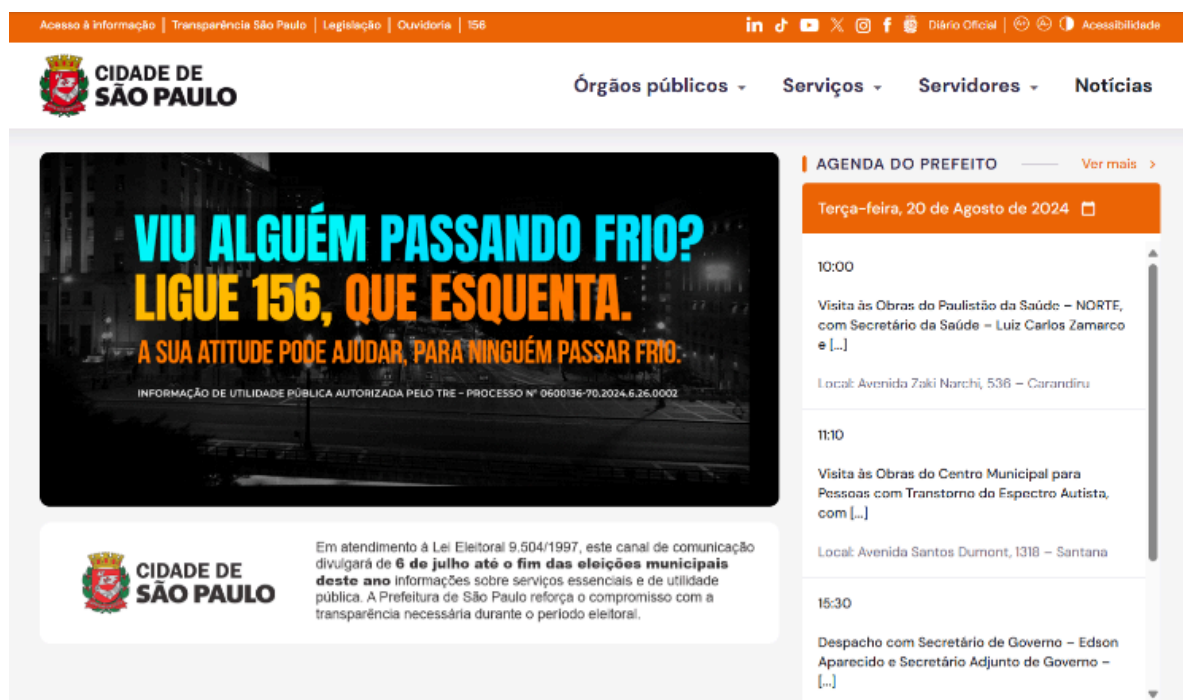 Acesso à informação | Transparência São Paulo | Legislação | Ouvidoria | 156
Diário Oficial | A+ A- Acessibilidade
CIDADE DE
SÃO PAULO
Órgãos públicos
Serviços
Servidores
Notícias
VIU ALGUÉM PASSANDO FRIO?
LIGUE 156, QUE ESQUENTA.
A SUA ATITUDE PODE AJUDAR, PARA NINGUÉM PASSAR FRIO.
INFORMAÇÃO DE UTILIDADE PÚBLICA AUTORIZADA PELO TRE – PROCESSO Nº 0600136-70.2024.6.26.0002
CIDADE DE
SÃO PAULO
Em atendimento à Lei Eleitoral 9.504/1997, este canal de comunicação
divulgará de 6 de julho até o fim das eleições municipais
deste ano informações sobre serviços essenciais e de utilidade
pública. A Prefeitura de São Paulo reforça o compromisso com a
transparência necessária durante o período eleitoral.
AGENDA DO PREFEITO
Ver mais >
Terça-feira, 20 de Agosto de 2024
10:00
Visita às Obras do Paulistão da Saúde – NORTE,
com Secretário da Saúde – Luiz Carlos Zamarco
e [...]
Local: Avenida Zaki Narchi, 536 – Carandiru
11:10
Visita às Obras do Centro Municipal para
Pessoas com Transtorno do Espectro Autista,
com [...]
Local: Avenida Santos Dumont, 1318 – Santana
15:30
Despacho com Secretário de Governo – Edson
Aparecido e Secretário Adjunto de Governo –
[...]